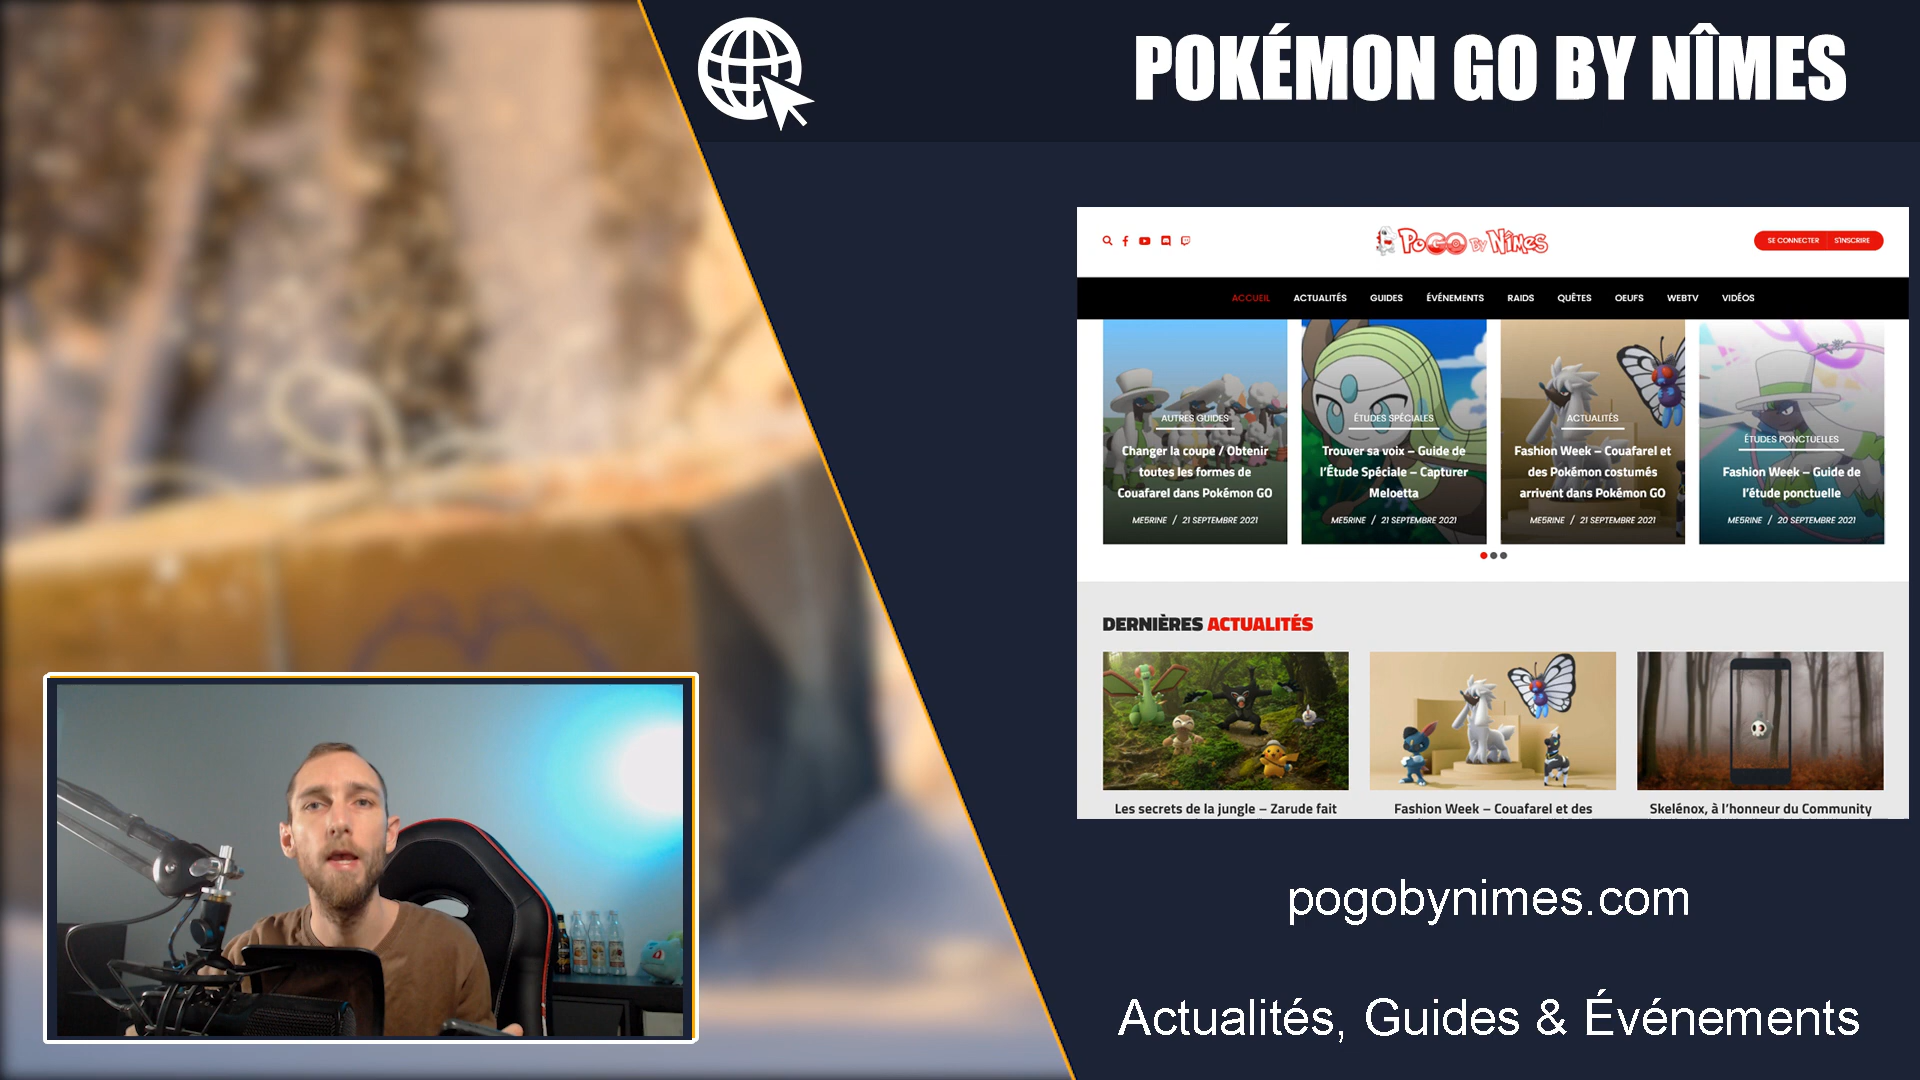 POKÉMON GO BY NÎMES
POGO BY NÎMES
SE CONNECTER S'INSCRIRE
ACCUEIL ACTUALITÉS GUIDES ÉVÉNEMENTS RAIDS QUÊTES OEUFS WEBTV VIDÉOS
AUTRES GUIDES
Changer la coupe / Obtenir
toutes les formes de
Couafarel dans Pokémon GO
ME5RINE / 21 SEPTEMBRE 2021
ÉTUDES SPÉCIALES
Trouver sa voix – Guide de
l'Étude Spéciale – Capturer
Meloetta
ME5RINE / 21 SEPTEMBRE 2021
ACTUALITÉS
Fashion Week – Couafarel et
des Pokémon costumés
arrivent dans Pokémon GO
ME5RINE / 21 SEPTEMBRE 2021
ÉTUDES PONCTUELLES
Fashion Week – Guide de
l'étude ponctuelle
ME5RINE / 20 SEPTEMBRE 2021
DERNIÈRES ACTUALITÉS
Les secrets de la jungle – Zarude fait
Fashion Week – Couafarel et des
Skelénox, à l'honneur du Community
pogobynimes.com
Actualités, Guides & Événements